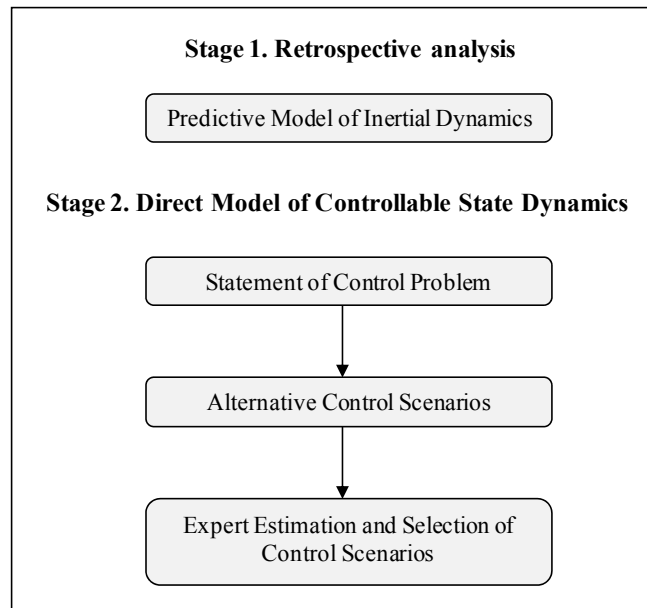 Stage 1. Retrospective analysis
Predictive Model of Inertial Dynamics
Stage 2. Direct Model of Controllable State Dynamics
Statement of Control Problem
Alternative Control Scenarios
Expert Estimation and Selection of
Control Scenarios